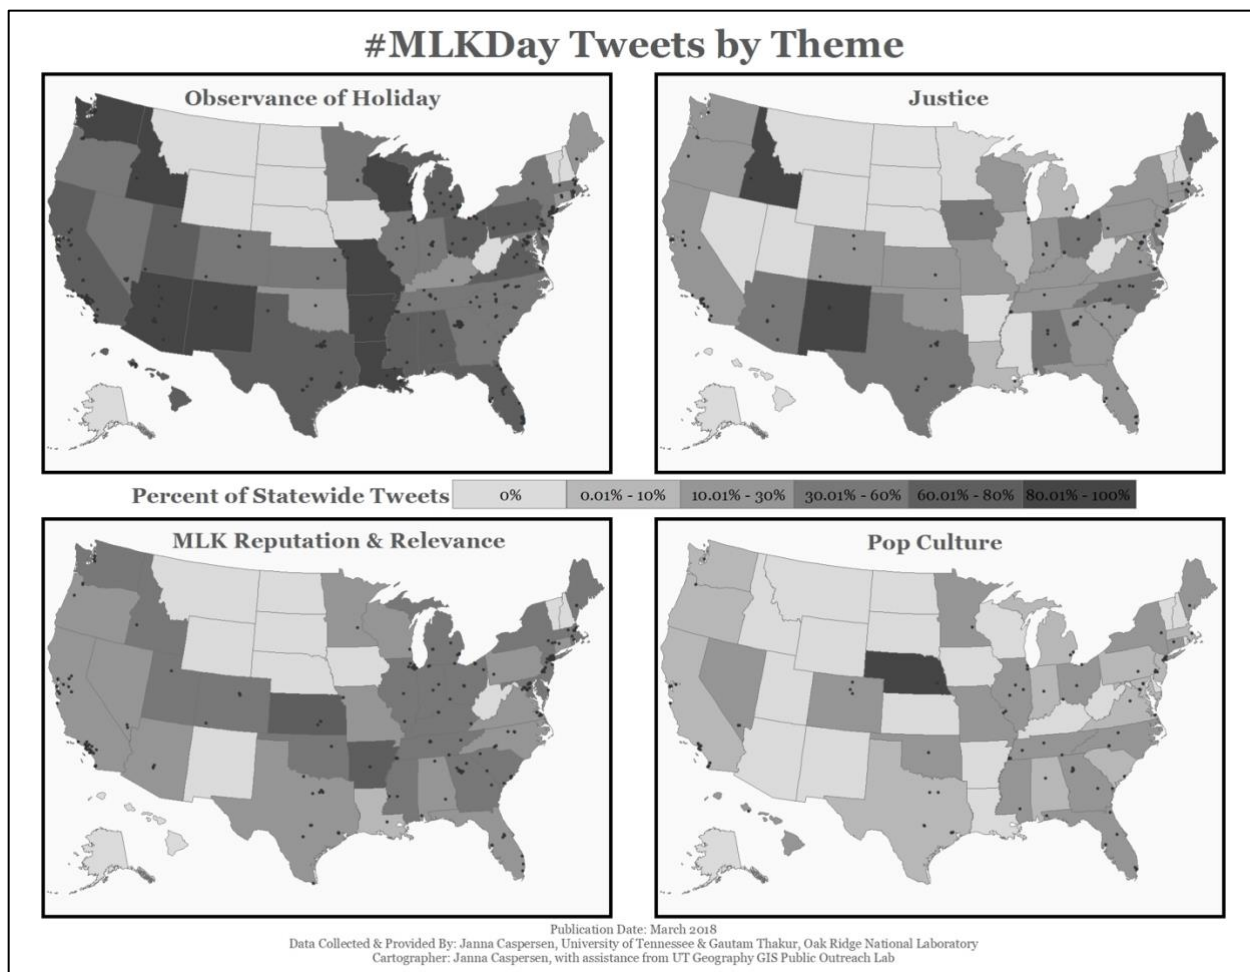 #MLKDay Tweets by Theme
Observance of Holiday
Justice
Percent of Statewide Tweets
0%
0.01% - 10%
10.01% - 30%
30.01% - 60%
60.01% - 80%
80.01% - 100%
MLK Reputation & Relevance
Pop Culture
Publication Date: March 2018
Data Collected & Provided By: Janna Caspersen, University of Tennessee & Gautam Thakur, Oak Ridge National Laboratory
Cartographer: Janna Caspersen, with assistance from UT Geography GIS Public Outreach Lab